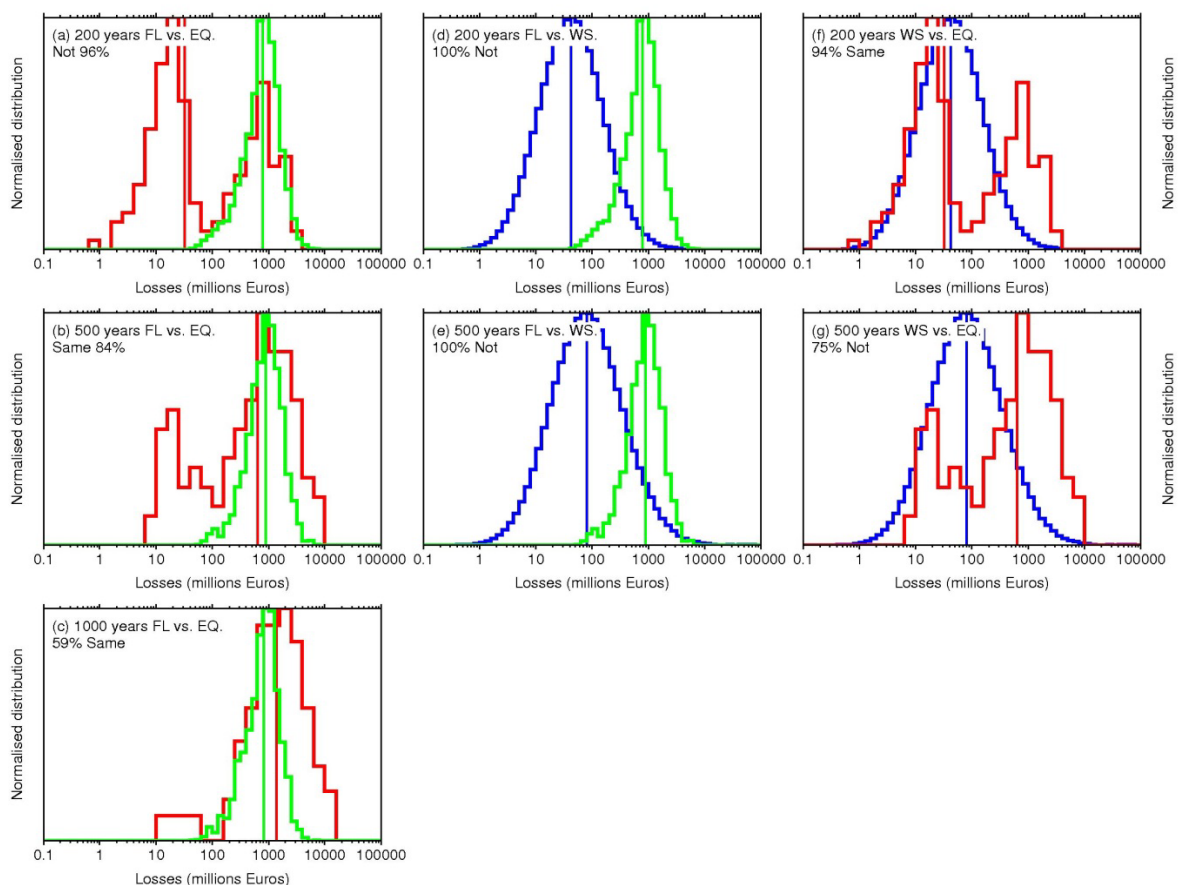 (a) 200 years FL vs. EQ.
Not 96%
Normalised distribution
0.1 1 10 100 1000 10000 100000
Losses (millions Euros)
(d) 200 years FL vs. WS.
100% Not
0.1 1 10 100 1000 10000 100000
Losses (millions Euros)
(f) 200 years WS vs. EQ.
94% Same
Normalised distribution
0.1 1 10 100 1000 10000 100000
Losses (millions Euros)
(b) 500 years FL vs. EQ.
Same 84%
Normalised distribution
0.1 1 10 100 1000 10000 100000
Losses (millions Euros)
(e) 500 years FL vs. WS.
100% Not
0.1 1 10 100 1000 10000 100000
Losses (millions Euros)
(g) 500 years WS vs. EQ.
75% Not
Normalised distribution
0.1 1 10 100 1000 10000 100000
Losses (millions Euros)
(c) 1000 years FL vs. EQ.
59% Same
Normalised distribution
0.1 1 10 100 1000 10000 100000
Losses (millions Euros)